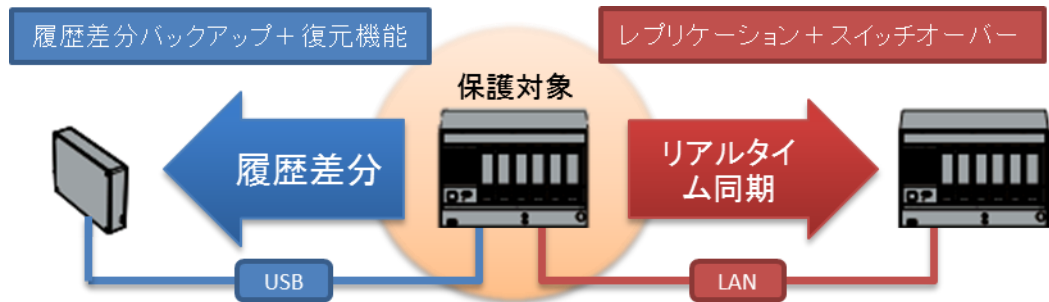 履歴差分バックアップ＋復元機能
レプリケーション＋スイッチオーバー
保護対象
履歴差分
リアルタイ
ム同期
USB
LAN